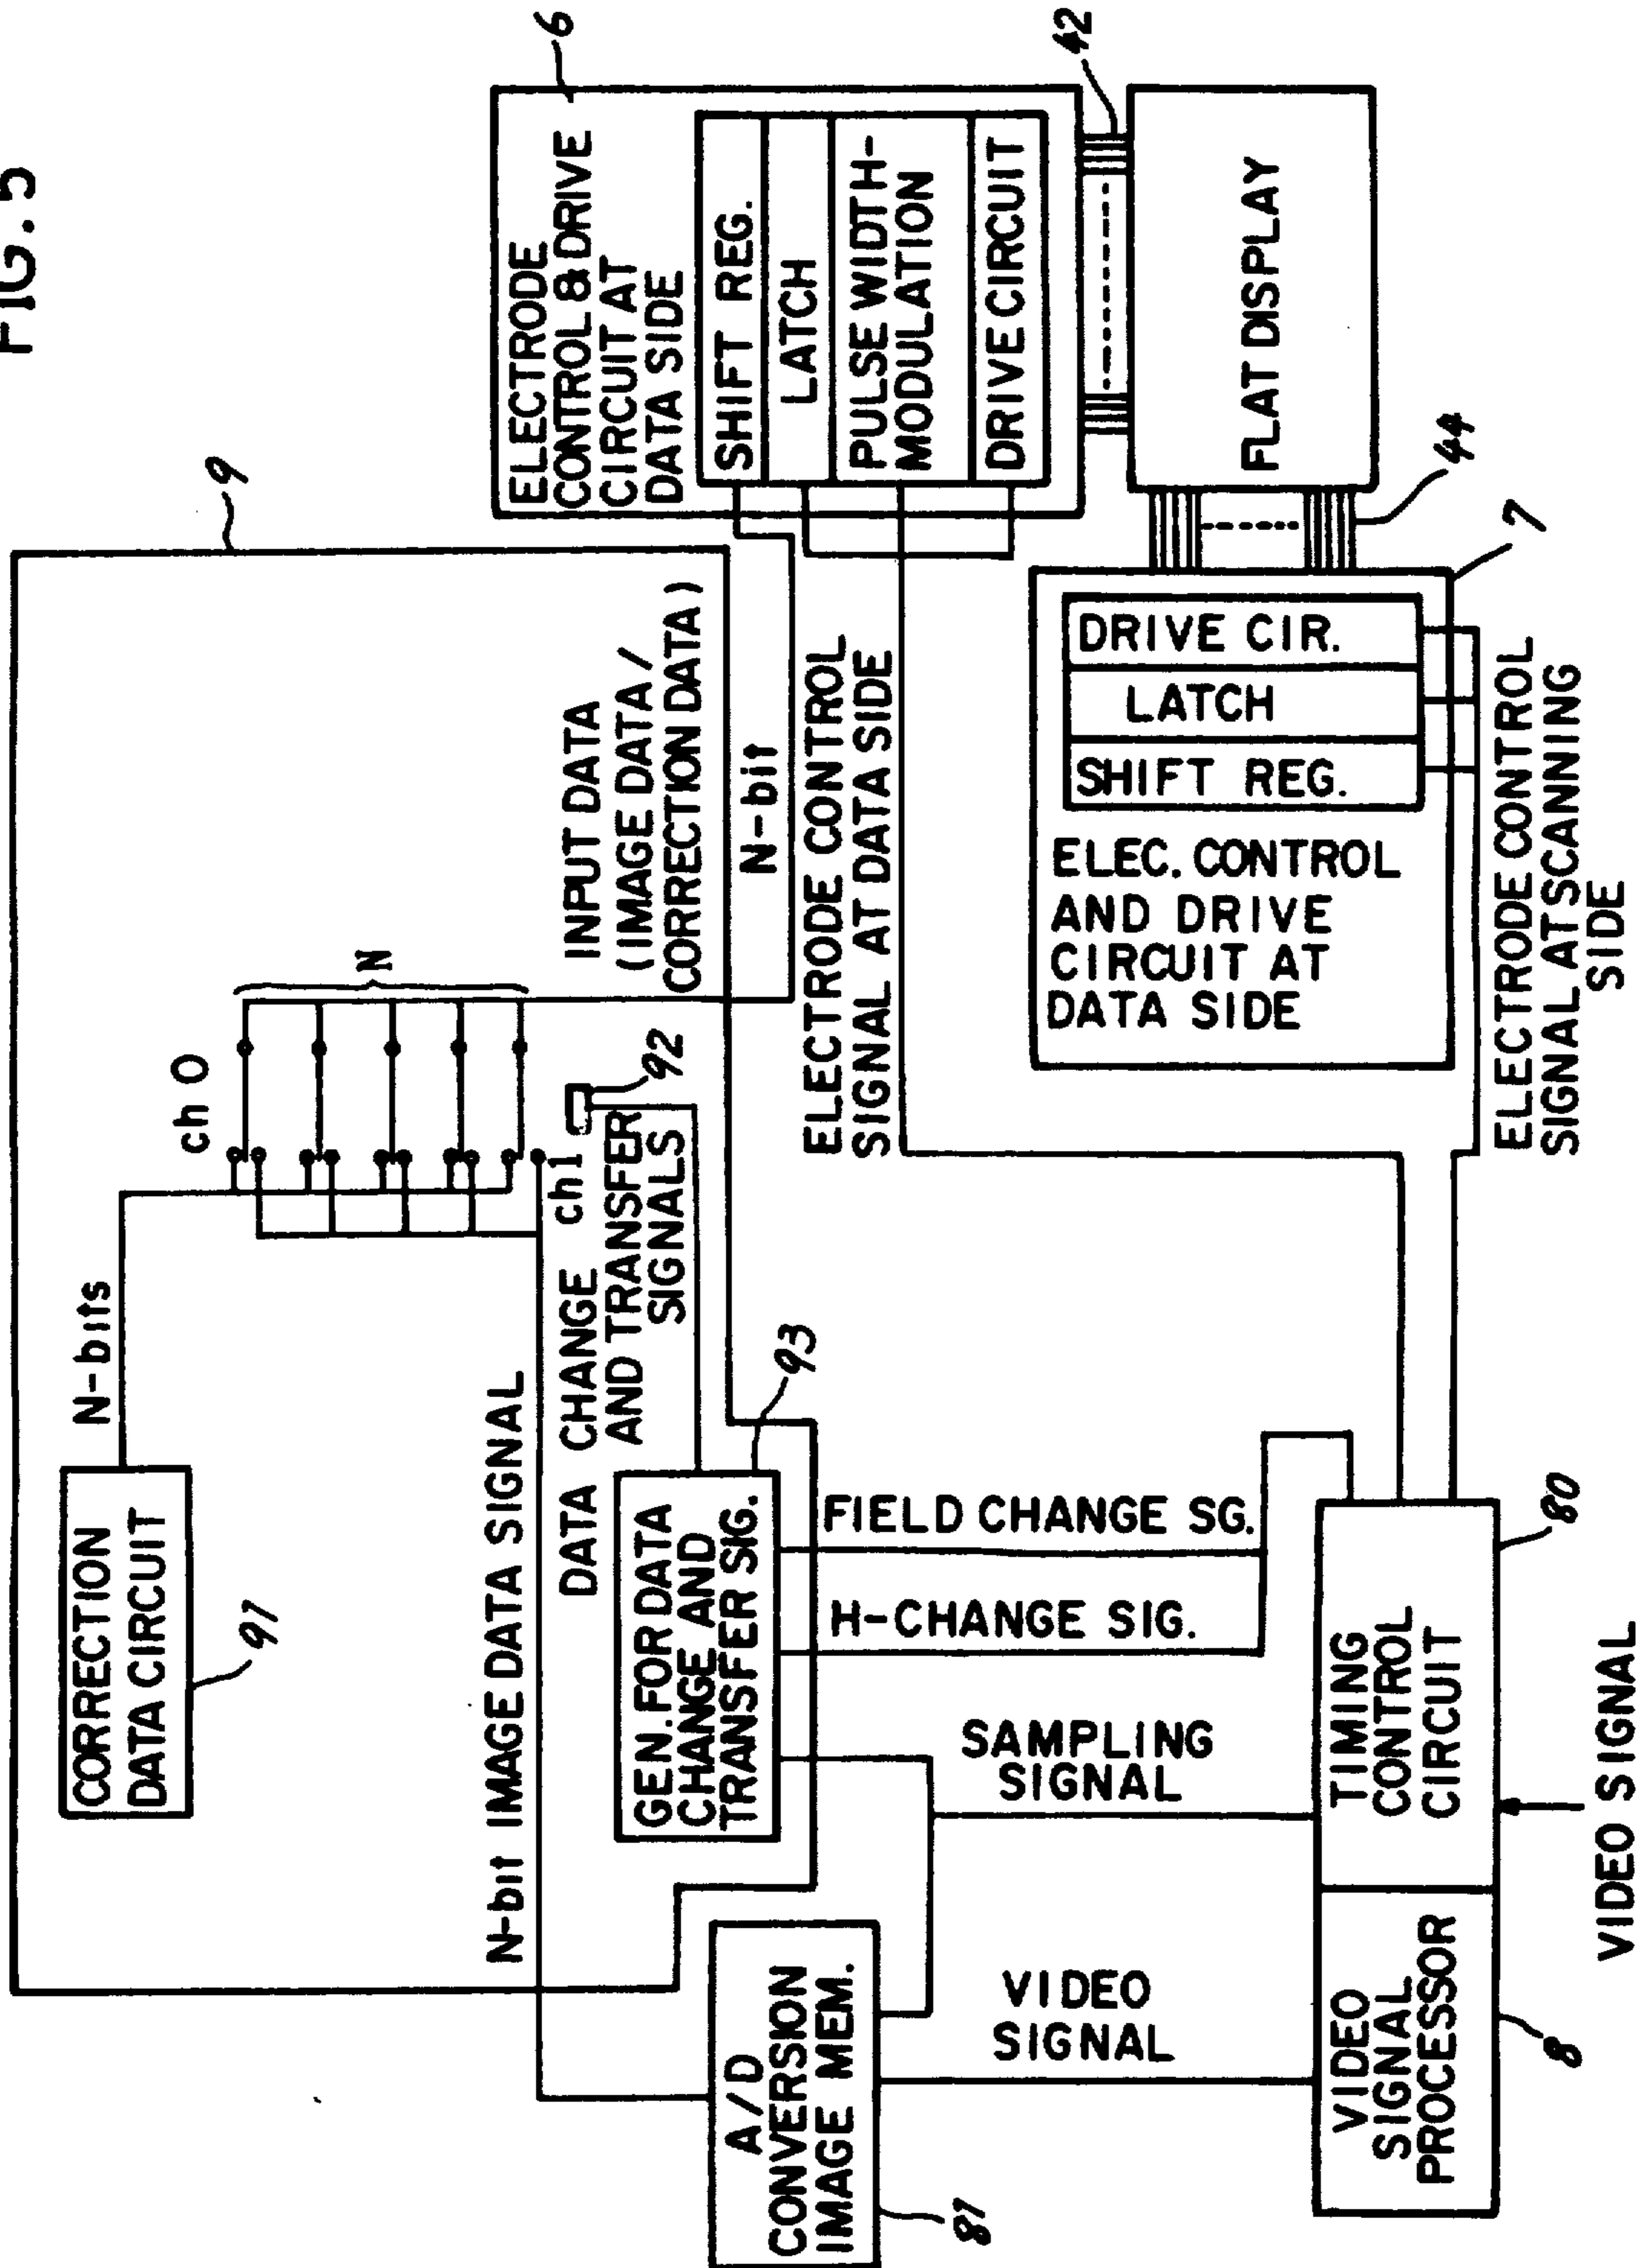 FIG. 5
9
CORRECTION
DATA CIRCUIT
91
N-bits
ch 0
N
INPUT DATA
(IMAGE DATA /
CORRECTION DATA)
N-bit
N-bit IMAGE DATA SIGNAL
ch1
92
DATA CHANGE
AND TRANSFER
SIGNALS
GEN. FOR DATA
CHANGE AND
TRANSFER SIG.
93
A/D
CONVERSION
IMAGE MEM.
81
FIELD CHANGE SG.
H-CHANGE SIG.
SAMPLING
SIGNAL
VIDEO
SIGNAL
VIDEO
SIGNAL
PROCESSOR
8
TIMING
CONTROL
CIRCUIT
80
VIDEO SIGNAL
ELECTRODE
CONTROL & DRIVE
CIRCUIT AT
DATA SIDE
6
SHIFT REG.
LATCH
PULSE WIDTH-
MODULATION
DRIVE CIRCUIT
42
FLAT DISPLAY
44
ELECTRODE CONTROL
SIGNAL AT DATA SIDE
7
DRIVE CIR.
LATCH
SHIFT REG.
ELEC. CONTROL
AND DRIVE
CIRCUIT AT
DATA SIDE
ELECTRODE CONTROL
SIGNAL AT SCANNING
SIDE